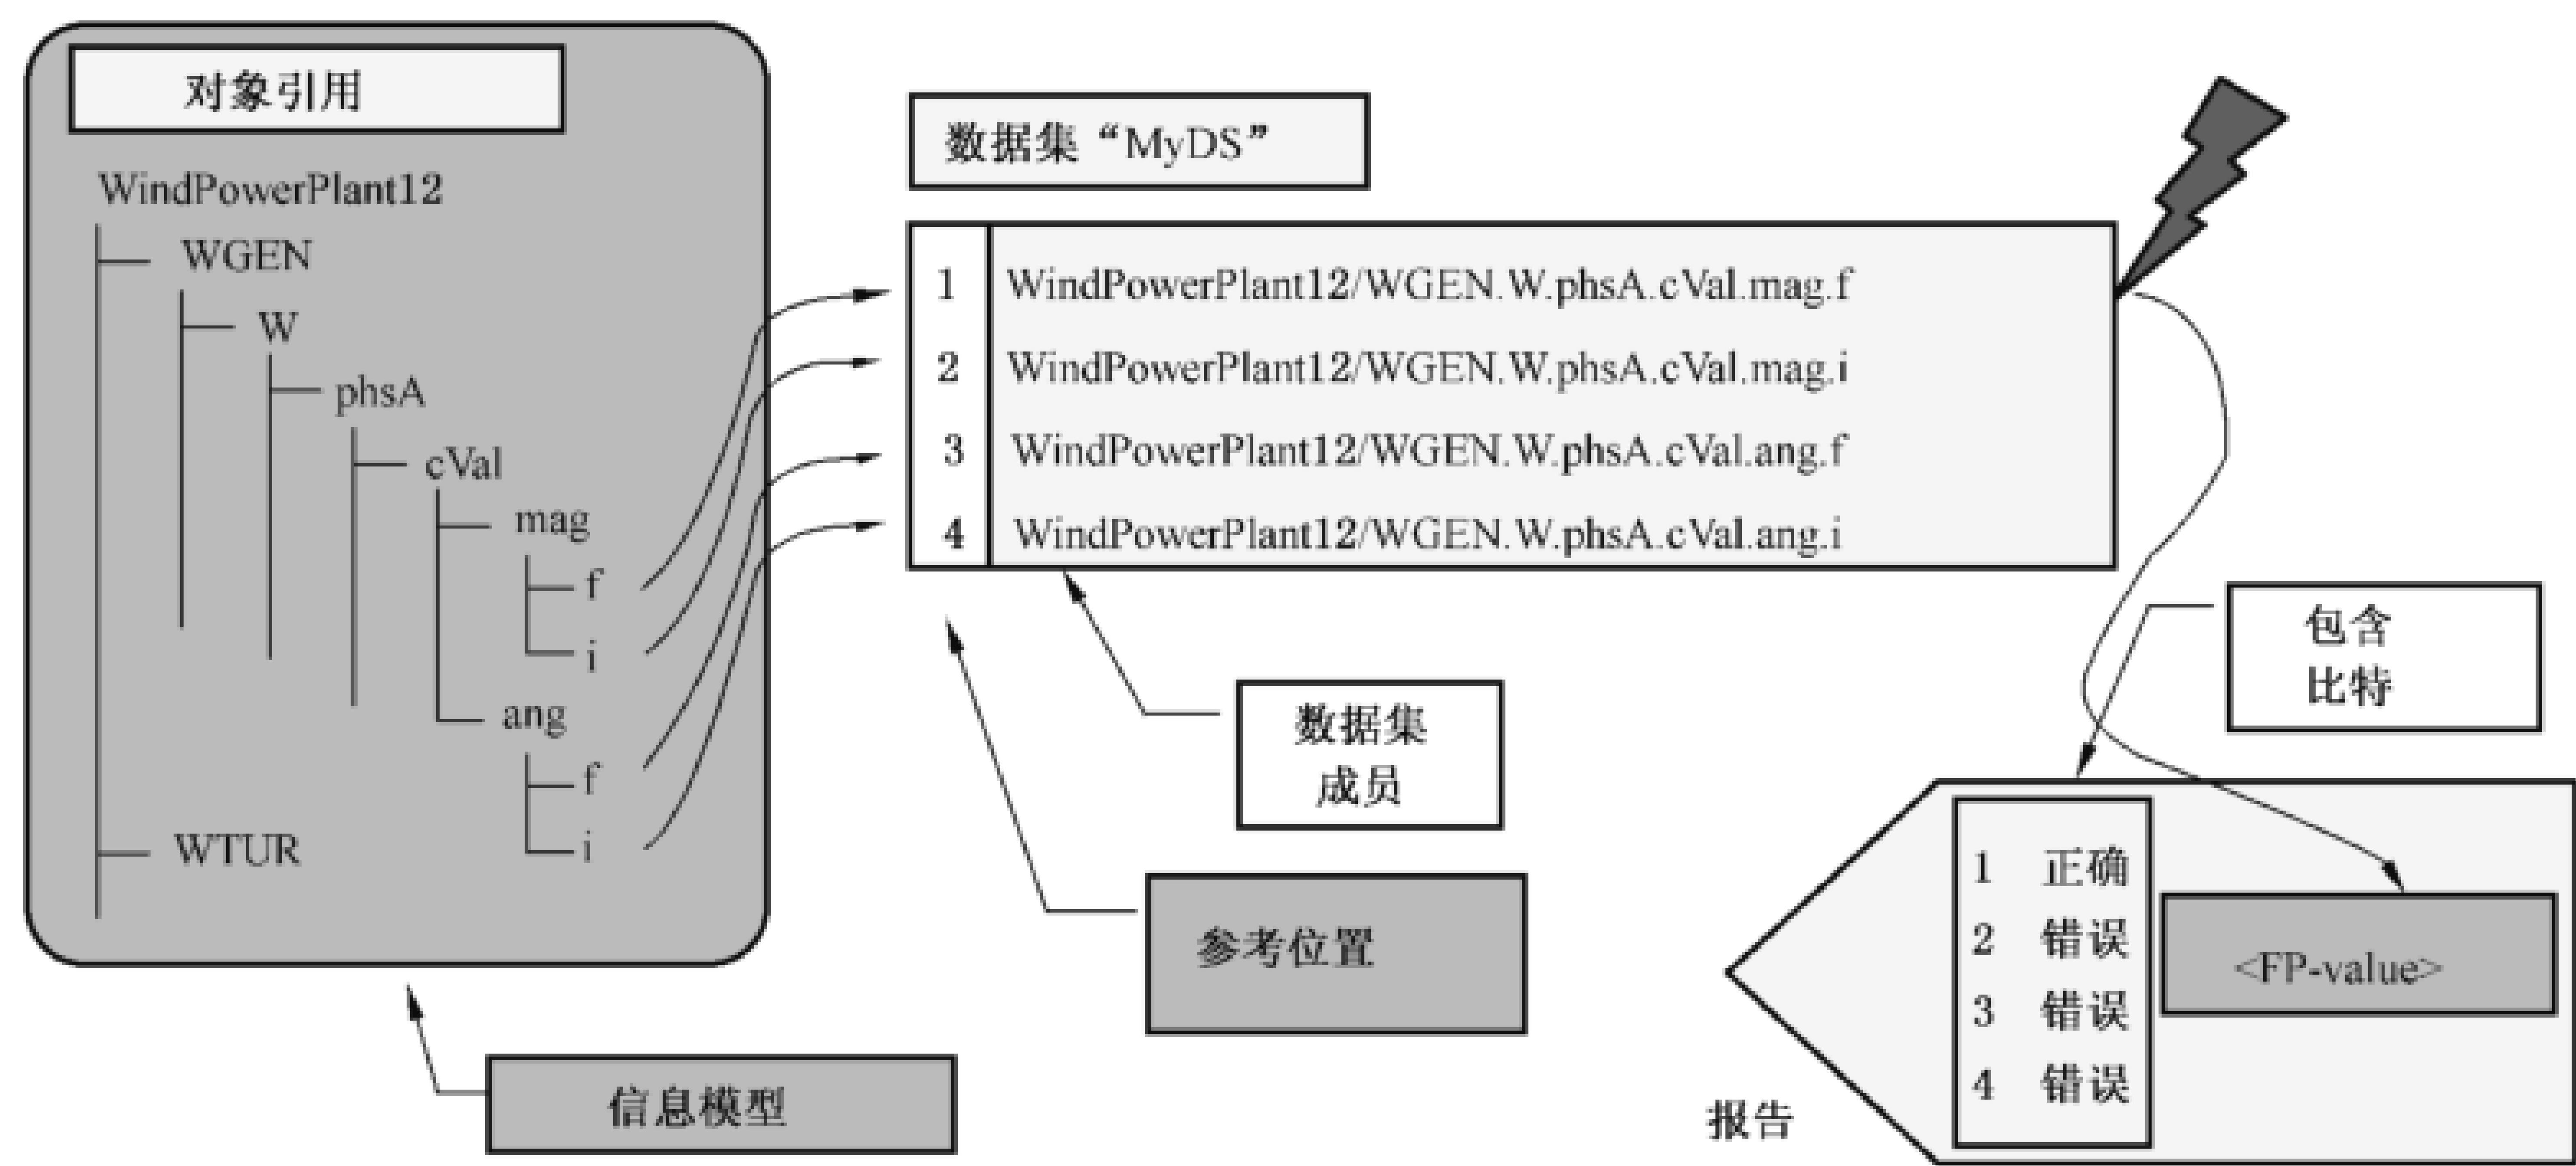 对象引用
WindPowerPlant12
WGEN
W
phsA
cVal
mag
f
i
ang
f
i
WTUR
信息模型
数据集“MyDS”
1 WindPowerPlant12/WGEN.W.phsA.cVal.mag.f
2 WindPowerPlant12/WGEN.W.phsA.cVal.mag.i
3 WindPowerPlant12/WGEN.W.phsA.cVal.ang.f
4 WindPowerPlant12/WGEN.W.phsA.cVal.ang.i
数据集
成员
参考位置
包含
比特
1 正确
2 错误
3 错误
4 错误
<FP-value>
报告